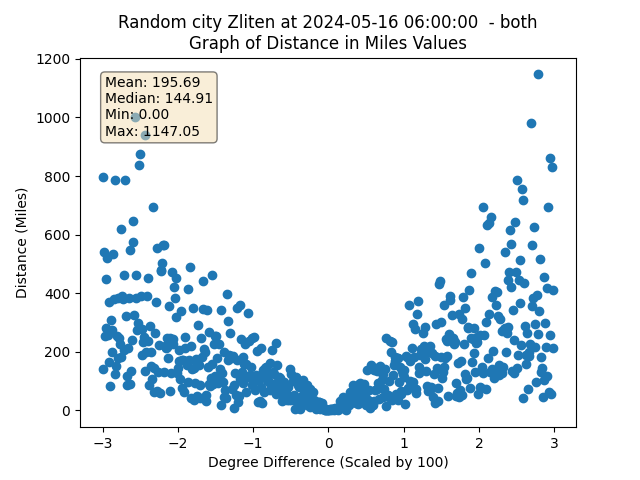 Random city Zliten at 2024-05-16 06:00:00 - both
Graph of Distance in Miles Values
Mean: 195.69
Median: 144.91
Min: 0.00
Max: 1147.05
Distance (Miles)
1200
1000
800
600
400
200
0
−3
−2
−1
0
1
2
3
Degree Difference (Scaled by 100)